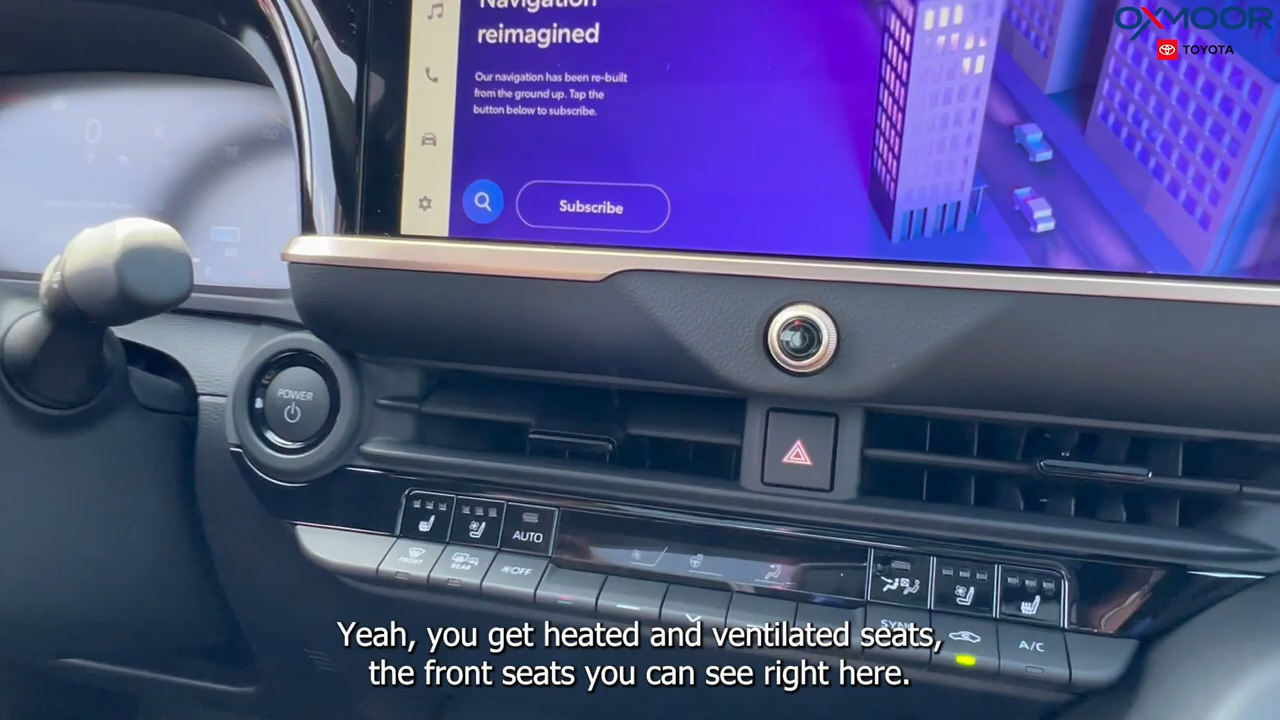 OXMOOR
TOYOTA
Navigation
reimagined
Our navigation has been re-built
from the ground up. Tap the
button below to subscribe.
Subscribe
0
POWER
AUTO
FRONT
REAR
OFF
SYNC
A/C
Yeah, you get heated and ventilated seats,
the front seats you can see right here.